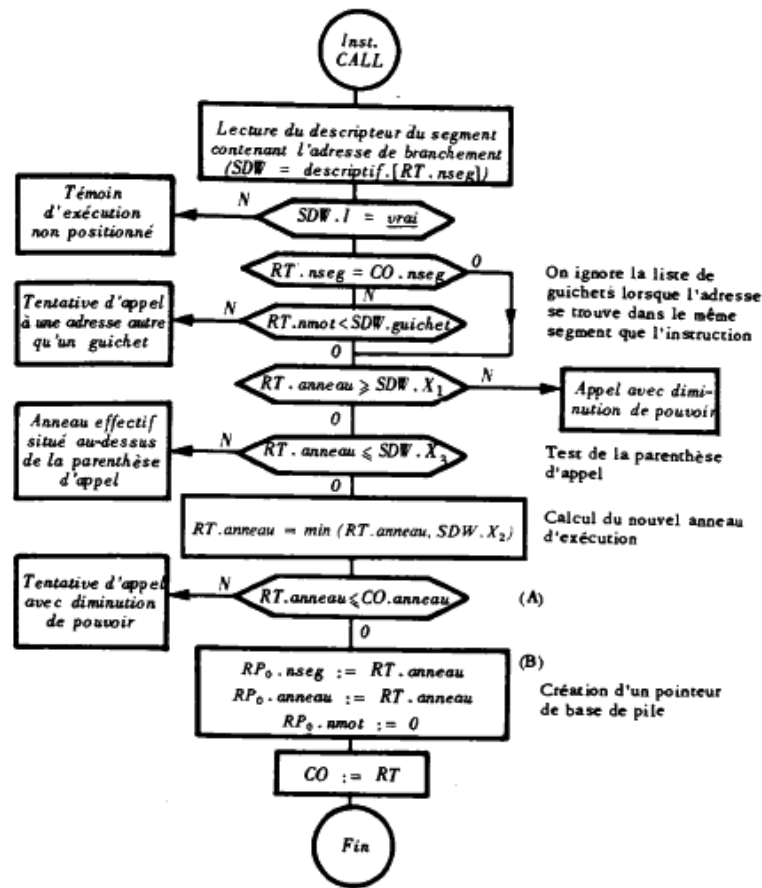 Inst.
CALL
Lecture du descripteur du segment
contenant l'adresse de branchement
(SDW = descriptif.[RT.nseg])
Témoin
d'exécution
non positionné
N
SDW.I = vrai
RT.nseg = CO.nseg
O
N
On ignore la liste de
guichets lorsque l'adresse
se trouve dans le même
segment que l'instruction
Tentative d'appel
à une adresse autre
qu'un guichet
N
RT.nmot < SDW.guichet
O
RT.anneau ⩾ SDW.X₁
N
Appel avec dimi-
nution de pouvoir
O
Anneau effectif
situé au-dessus
de la parenthèse
d'appel
N
RT.anneau ⩽ SDW.X₃
Test de la parenthèse
d'appel
O
RT.anneau = min (RT.anneau, SDW.X₂)
Calcul du nouvel anneau
d'exécution
Tentative d'appel
avec diminution
de pouvoir
N
RT.anneau ⩽ CO.anneau
(A)
O
RP₀.nseg := RT.anneau
RP₀.anneau := RT.anneau
RP₀.nmot := 0
(B)
Création d'un pointeur
de base de pile
CO := RT
Fin